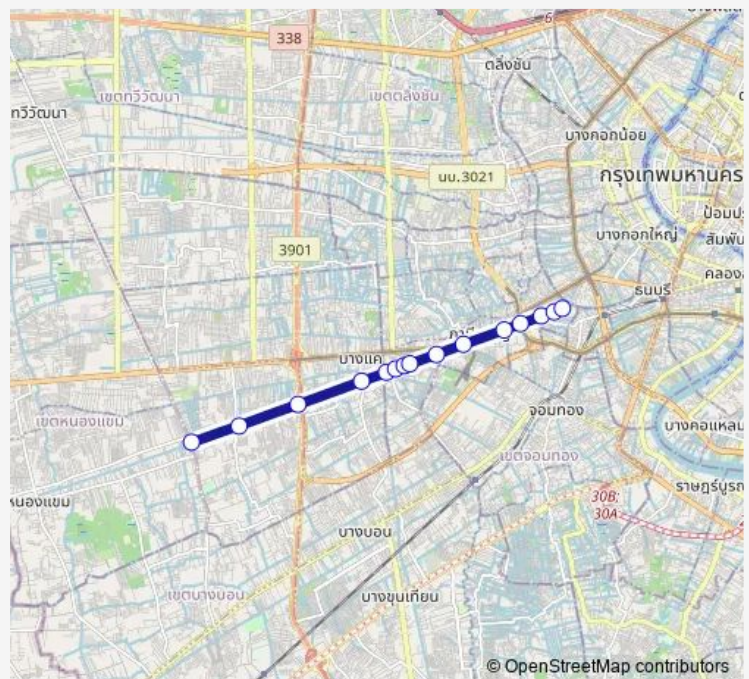 6
338
ตลิ่งชัน
เขตทวีวัฒนา
เขตตลิ่งชัน
ทวีวัฒนา
บางคอกน้อย
นบ.3021
กรุงเทพมหานคร
ป้อมปร
บางกอกใหญ่
สัมพัน
3901
คลองส
ธนบุรี
บางแค
เขตหนองแขม
จอมทอง
บางคอแหลม
เขตจอมทอง
ราษฎร์บูรณ
หนองแขม
30B;
30A
บางบอน
เขตบางบอน
บางขุนเทียน
© OpenStreetMap contributors